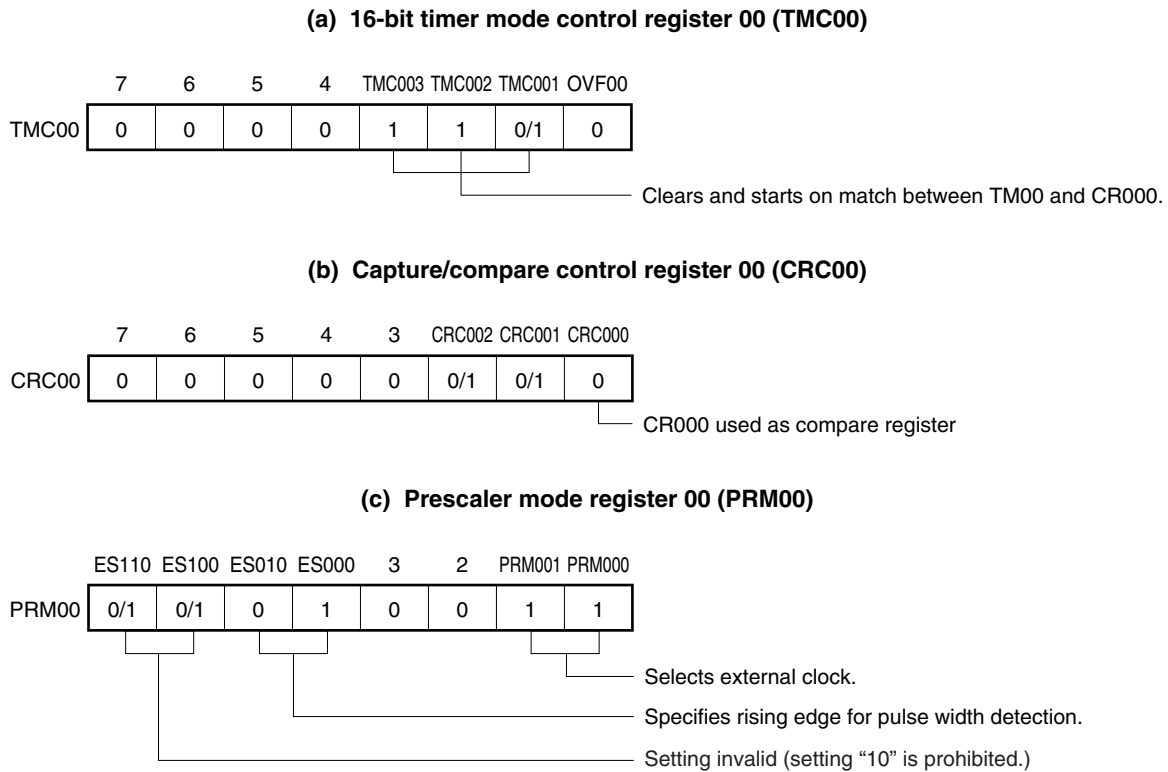 (a) 16-bit timer mode control register 00 (TMC00)
7 6 5 4 TMC003 TMC002 TMC001 OVF00
TMC00 0 0 0 0 1 1 0/1 0
Clears and starts on match between TM00 and CR000.
(b) Capture/compare control register 00 (CRC00)
7 6 5 4 3 CRC002 CRC001 CRC000
CRC00 0 0 0 0 0 0/1 0/1 0
CR000 used as compare register
(c) Prescaler mode register 00 (PRM00)
ES110 ES100 ES010 ES000 3 2 PRM001 PRM000
PRM00 0/1 0/1 0 1 0 0 1 1
Selects external clock.
Specifies rising edge for pulse width detection.
Setting invalid (setting “10” is prohibited.)